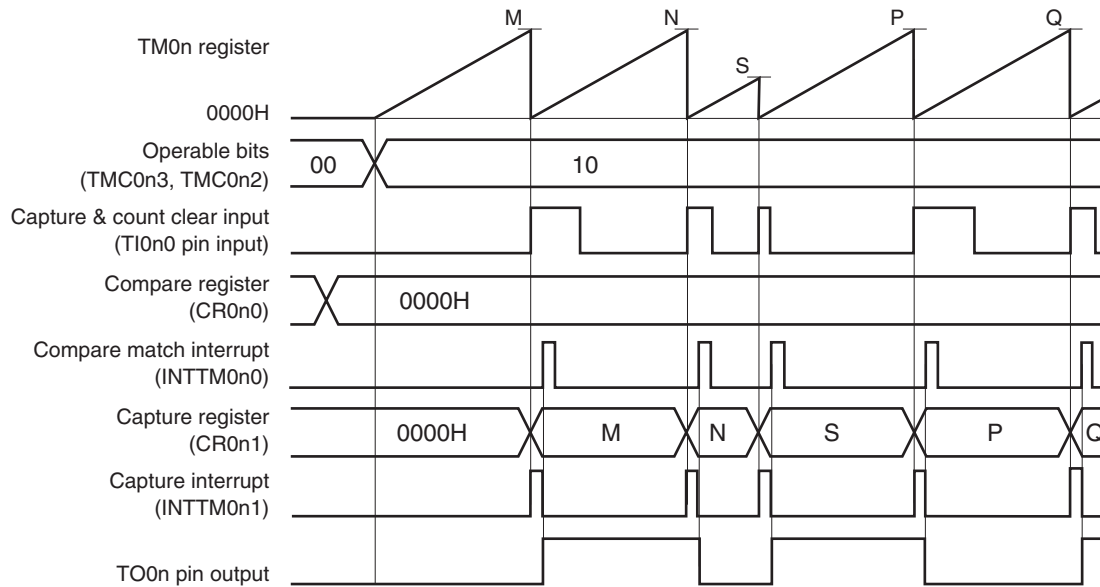 M N P Q
S
TM0n register
0000H
Operable bits
(TMC0n3, TMC0n2)
00 10
Capture & count clear input
(TI0n0 pin input)
Compare register
(CR0n0)
0000H
Compare match interrupt
(INTTM0n0)
Capture register
(CR0n1)
0000H M N S P Q
Capture interrupt
(INTTM0n1)
TO0n pin output